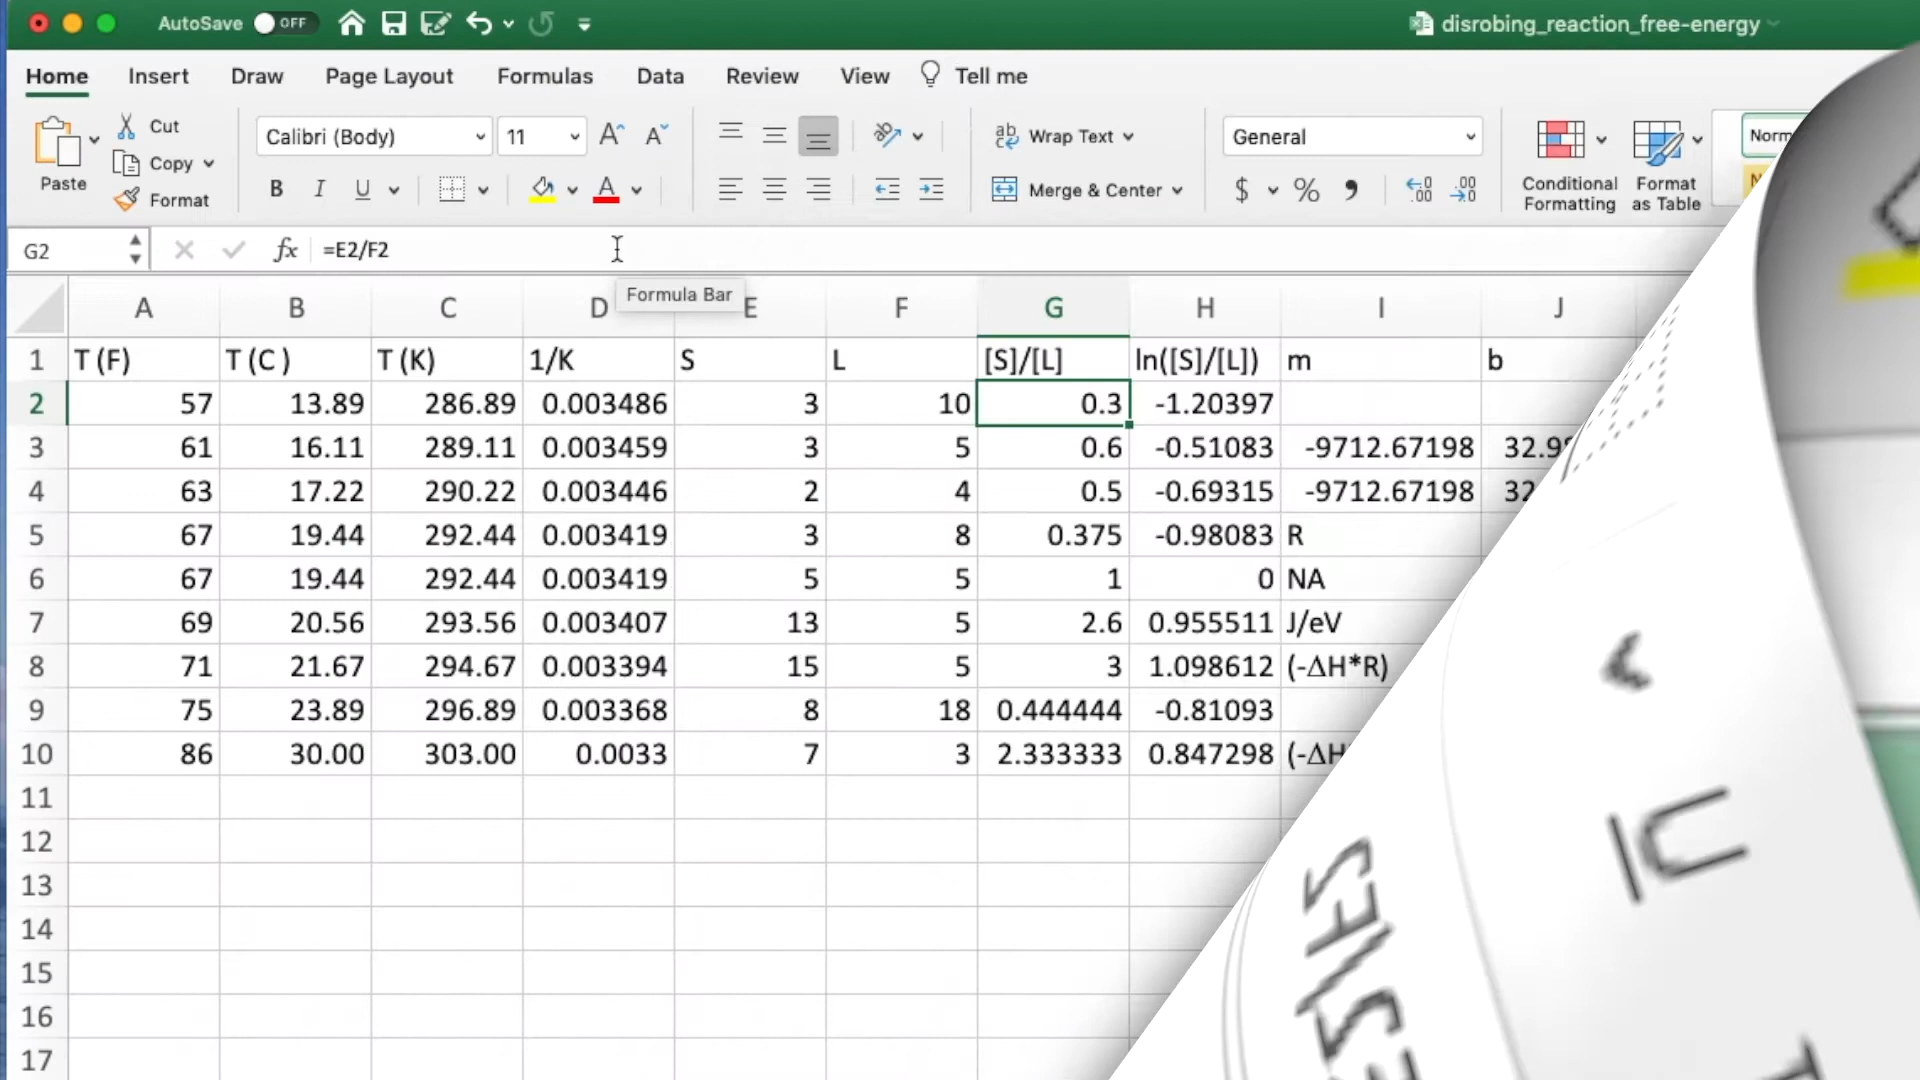 AutoSave OFF disrobing_reaction_free-energy
Home Insert Draw Page Layout Formulas Data Review View Tell me
Paste Cut Copy Format
Calibri (Body) 11
Wrap Text
Merge & Center
General
Conditional Formatting
Format as Table
G2 fx =E2/F2
Formula Bar
A B C D E F G H I J
1 T (F) T (C ) T (K) 1/K S L [S]/[L] ln([S]/[L]) m b
2 57 13.89 286.89 0.003486 3 10 0.3 -1.20397
3 61 16.11 289.11 0.003459 3 5 0.6 -0.51083 -9712.67198
4 63 17.22 290.22 0.003446 2 4 0.5 -0.69315 -9712.67198
5 67 19.44 292.44 0.003419 3 8 0.375 -0.98083 R
6 67 19.44 292.44 0.003419 5 5 1 0 NA
7 69 20.56 293.56 0.003407 13 5 2.6 0.955511 J/eV
8 71 21.67 294.67 0.003394 15 5 3 1.098612 (-ΔH*R)
9 75 23.89 296.89 0.003368 8 18 0.444444 -0.81093
10 86 30.00 303.00 0.0033 7 3 2.333333 0.847298
11
12
13
14
15
16
17